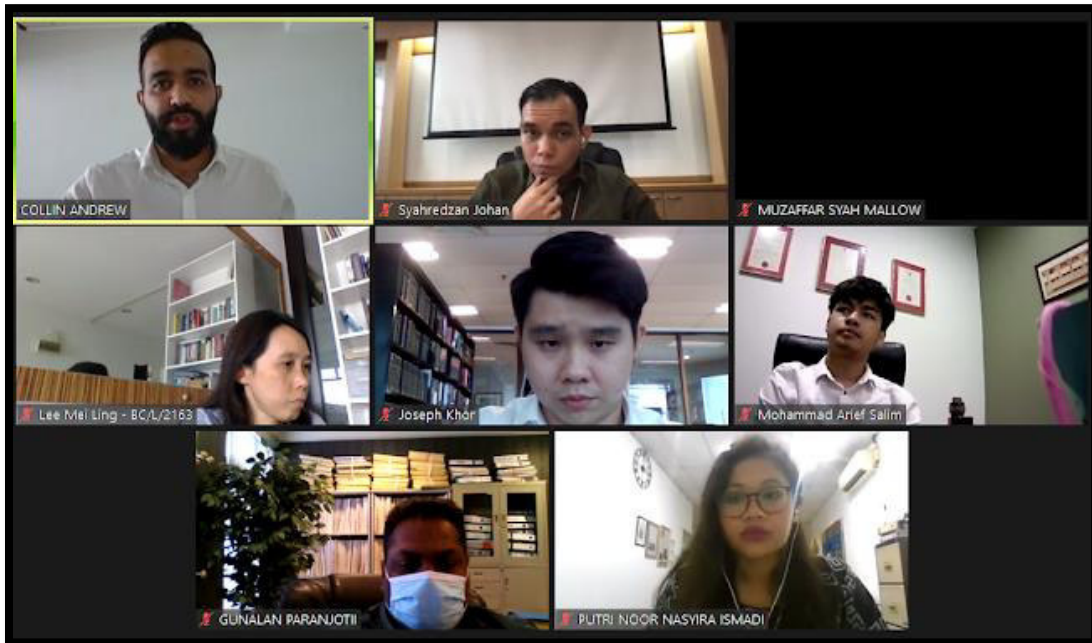 COLLIN ANDREW
Syahredzan Johan
MUZAFFAR SYAH MALLOW
Lee Mei Ling - BC/L/2163
Joseph Khor
Mohammad Arief Salim
GUNALAN PARANJOTII
PUTRI NOOR NASYIRA ISMADI